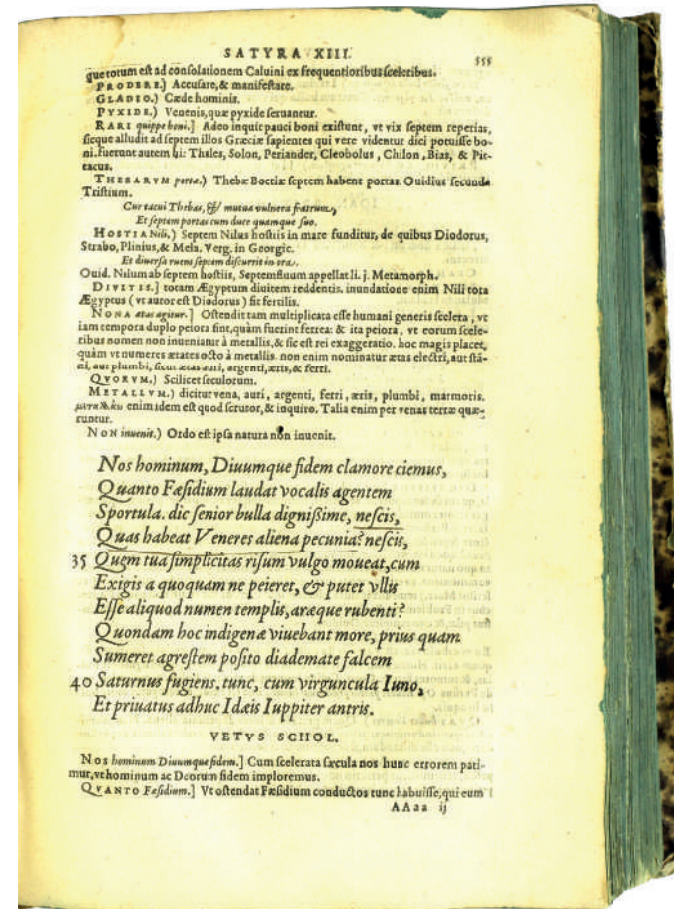 SATYRA XIII.
555
que totum est ad consolationem Caluini ex frequentioribus sceleribus.
PRODERE.) Accusare, & manifestare.
GLADIO.) Cæde hominis.
PYXIDE.) Venenis, quæ pyxide seruantur.
RARI quippe boni.] Adeo inquit pauci boni existunt, vt vix septem reperias,
sicque alludit ad septem illos Græciæ sapientes qui vere videntur dici potuisse bo-
ni. fuerunt autem hi: Thales, Solon, Periander, Cleobolus, Chilon, Bias, & Pit-
tacus.
THEBARVM portæ.) Thebæ Boetiæ septem habent portas. Ouidius secundo
Tristium.
Cur tacui Thebas, & mutua vulnera fratrum,
Et septem portas cum duce quamque suo.
HOSTIA Nili.) Septem Nilus hostiis in mare funditur, de quibus Diodorus,
Strabo, Plinius, & Mela. Verg. in Georgic.
Et diuersa ruens septem discurrit in ora.
Ouid. Nilum ab septem hostiis, Septemfluum appellat li. j. Metamorph.
DIVITIS.] totam Ægyptum diuitem reddentis. inundatione enim Nili tota
Ægyptus (vt autor est Diodorus) fit fertilis.
NONA ætas agitur.] Ostendit tam multiplicata esse humani generis scelera, vt
iam tempora duplo peiora sint, quàm fuerint ferrea: & ita peiora, vt eorum scele-
ribus nomen non inueniatur à metallis, & sic est rei exaggeratio. hoc magis placet,
quàm vt numeres ætates octo à metallis. non enim nominatur ætas electri, aut stá-
ni, aut plumbi, sicut ætas auri, argenti, æris, & ferri.
QVORVM.) Scilicet seculorum.
METALLVM.) dicitur vena, auri, argenti, ferri, æris, plumbi, marmoris.
enim idem est quod scrutor, & inquiro. Talia enim per venas terræ quæ-
runtur.
NON inuenit.) Ordo est ipsa natura non inuenit.
Nos hominum, Diuumque fidem clamore ciemus,
Quanto Fæsidium laudat vocalis agentem
Sportula. dic senior bulla dignißime, nescis,
Quas habeat Veneres aliena pecunia? nescis,
35 Quem tua simplicitas risum vulgo moueat, cum
Exigis a quoquam ne peieret, & putet vllis
Esse aliquod numen templis, aræque rubenti?
Quondam hoc indigenæ viuebant more, prius quam
Sumeret agrestem posito diademate falcem
40 Saturnus fugiens. tunc, cum virguncula Iuno,
Et priuatus adhuc Idæis Iuppiter antris.
VETVS SCHOL.
NOS hominum Diuumque fidem.] Cum scelerata sæcula nos hunc errorem pati-
mur, vt hominum ac Deorum fidem imploremus.
QVANTO Fæsidium.] Vt ostendat Fæsidium conductos tunc habuisse, qui eum
AAaa ij